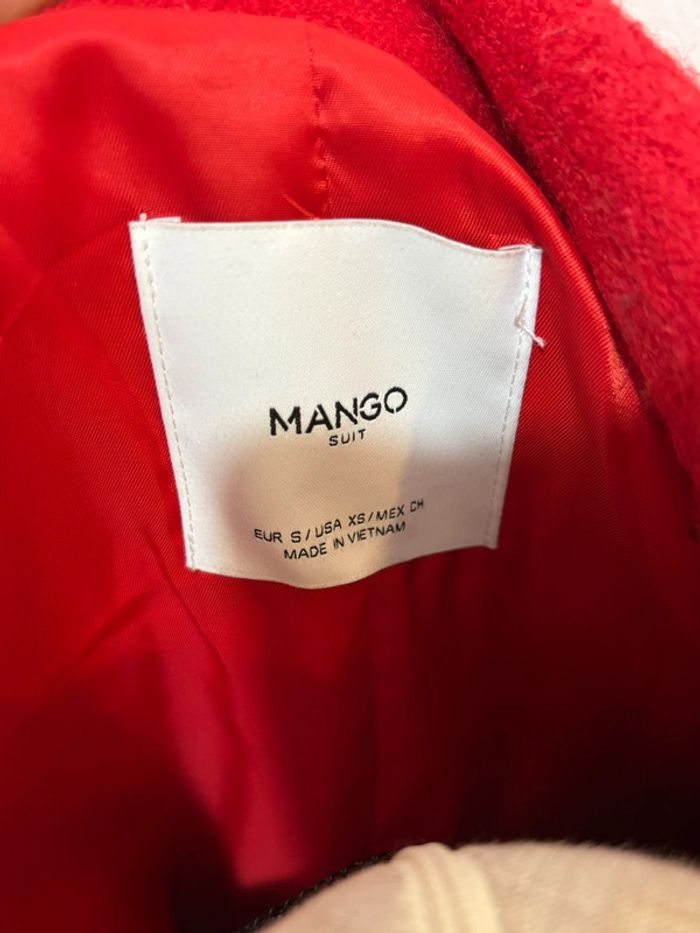 MANGO
SUIT
EUR S / USA XS / MEX CH
MADE IN VIETNAM